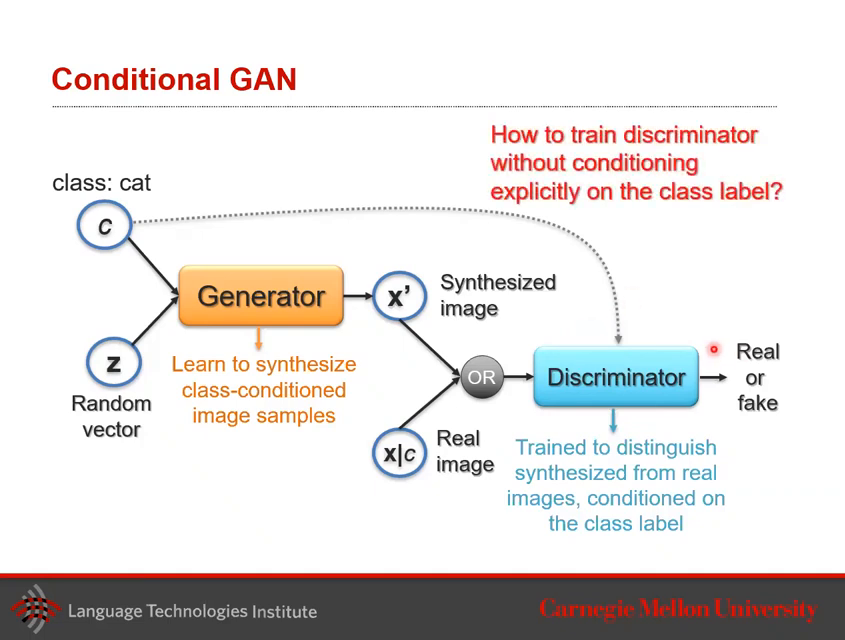 Conditional GAN
How to train discriminator
without conditioning
explicitly on the class label?
class: cat
c
Generator
x’
Synthesized
image
z
Random
vector
Learn to synthesize
class-conditioned
image samples
OR
Discriminator
Real
or
fake
x|c
Real
image
Trained to distinguish
synthesized from real
images, conditioned on
the class label
Language Technologies Institute
Carnegie Mellon University